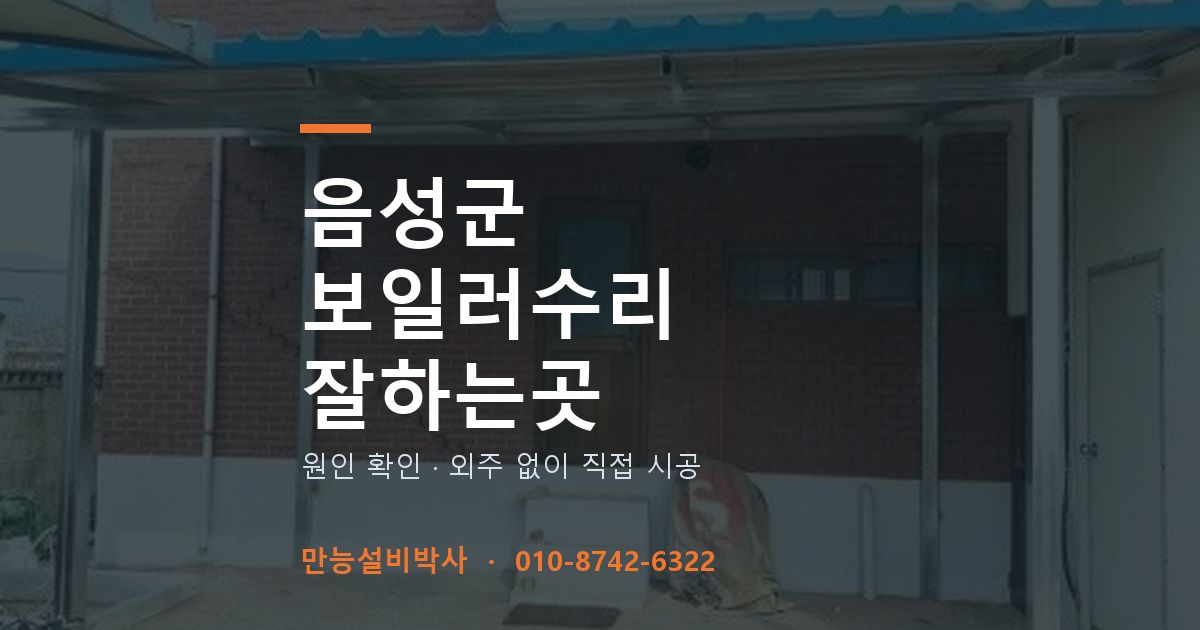 음성군
보일러수리
잘하는곳
원인 확인 · 외주 없이 직접 시공
만능설비박사 · 010-8742-6322
S